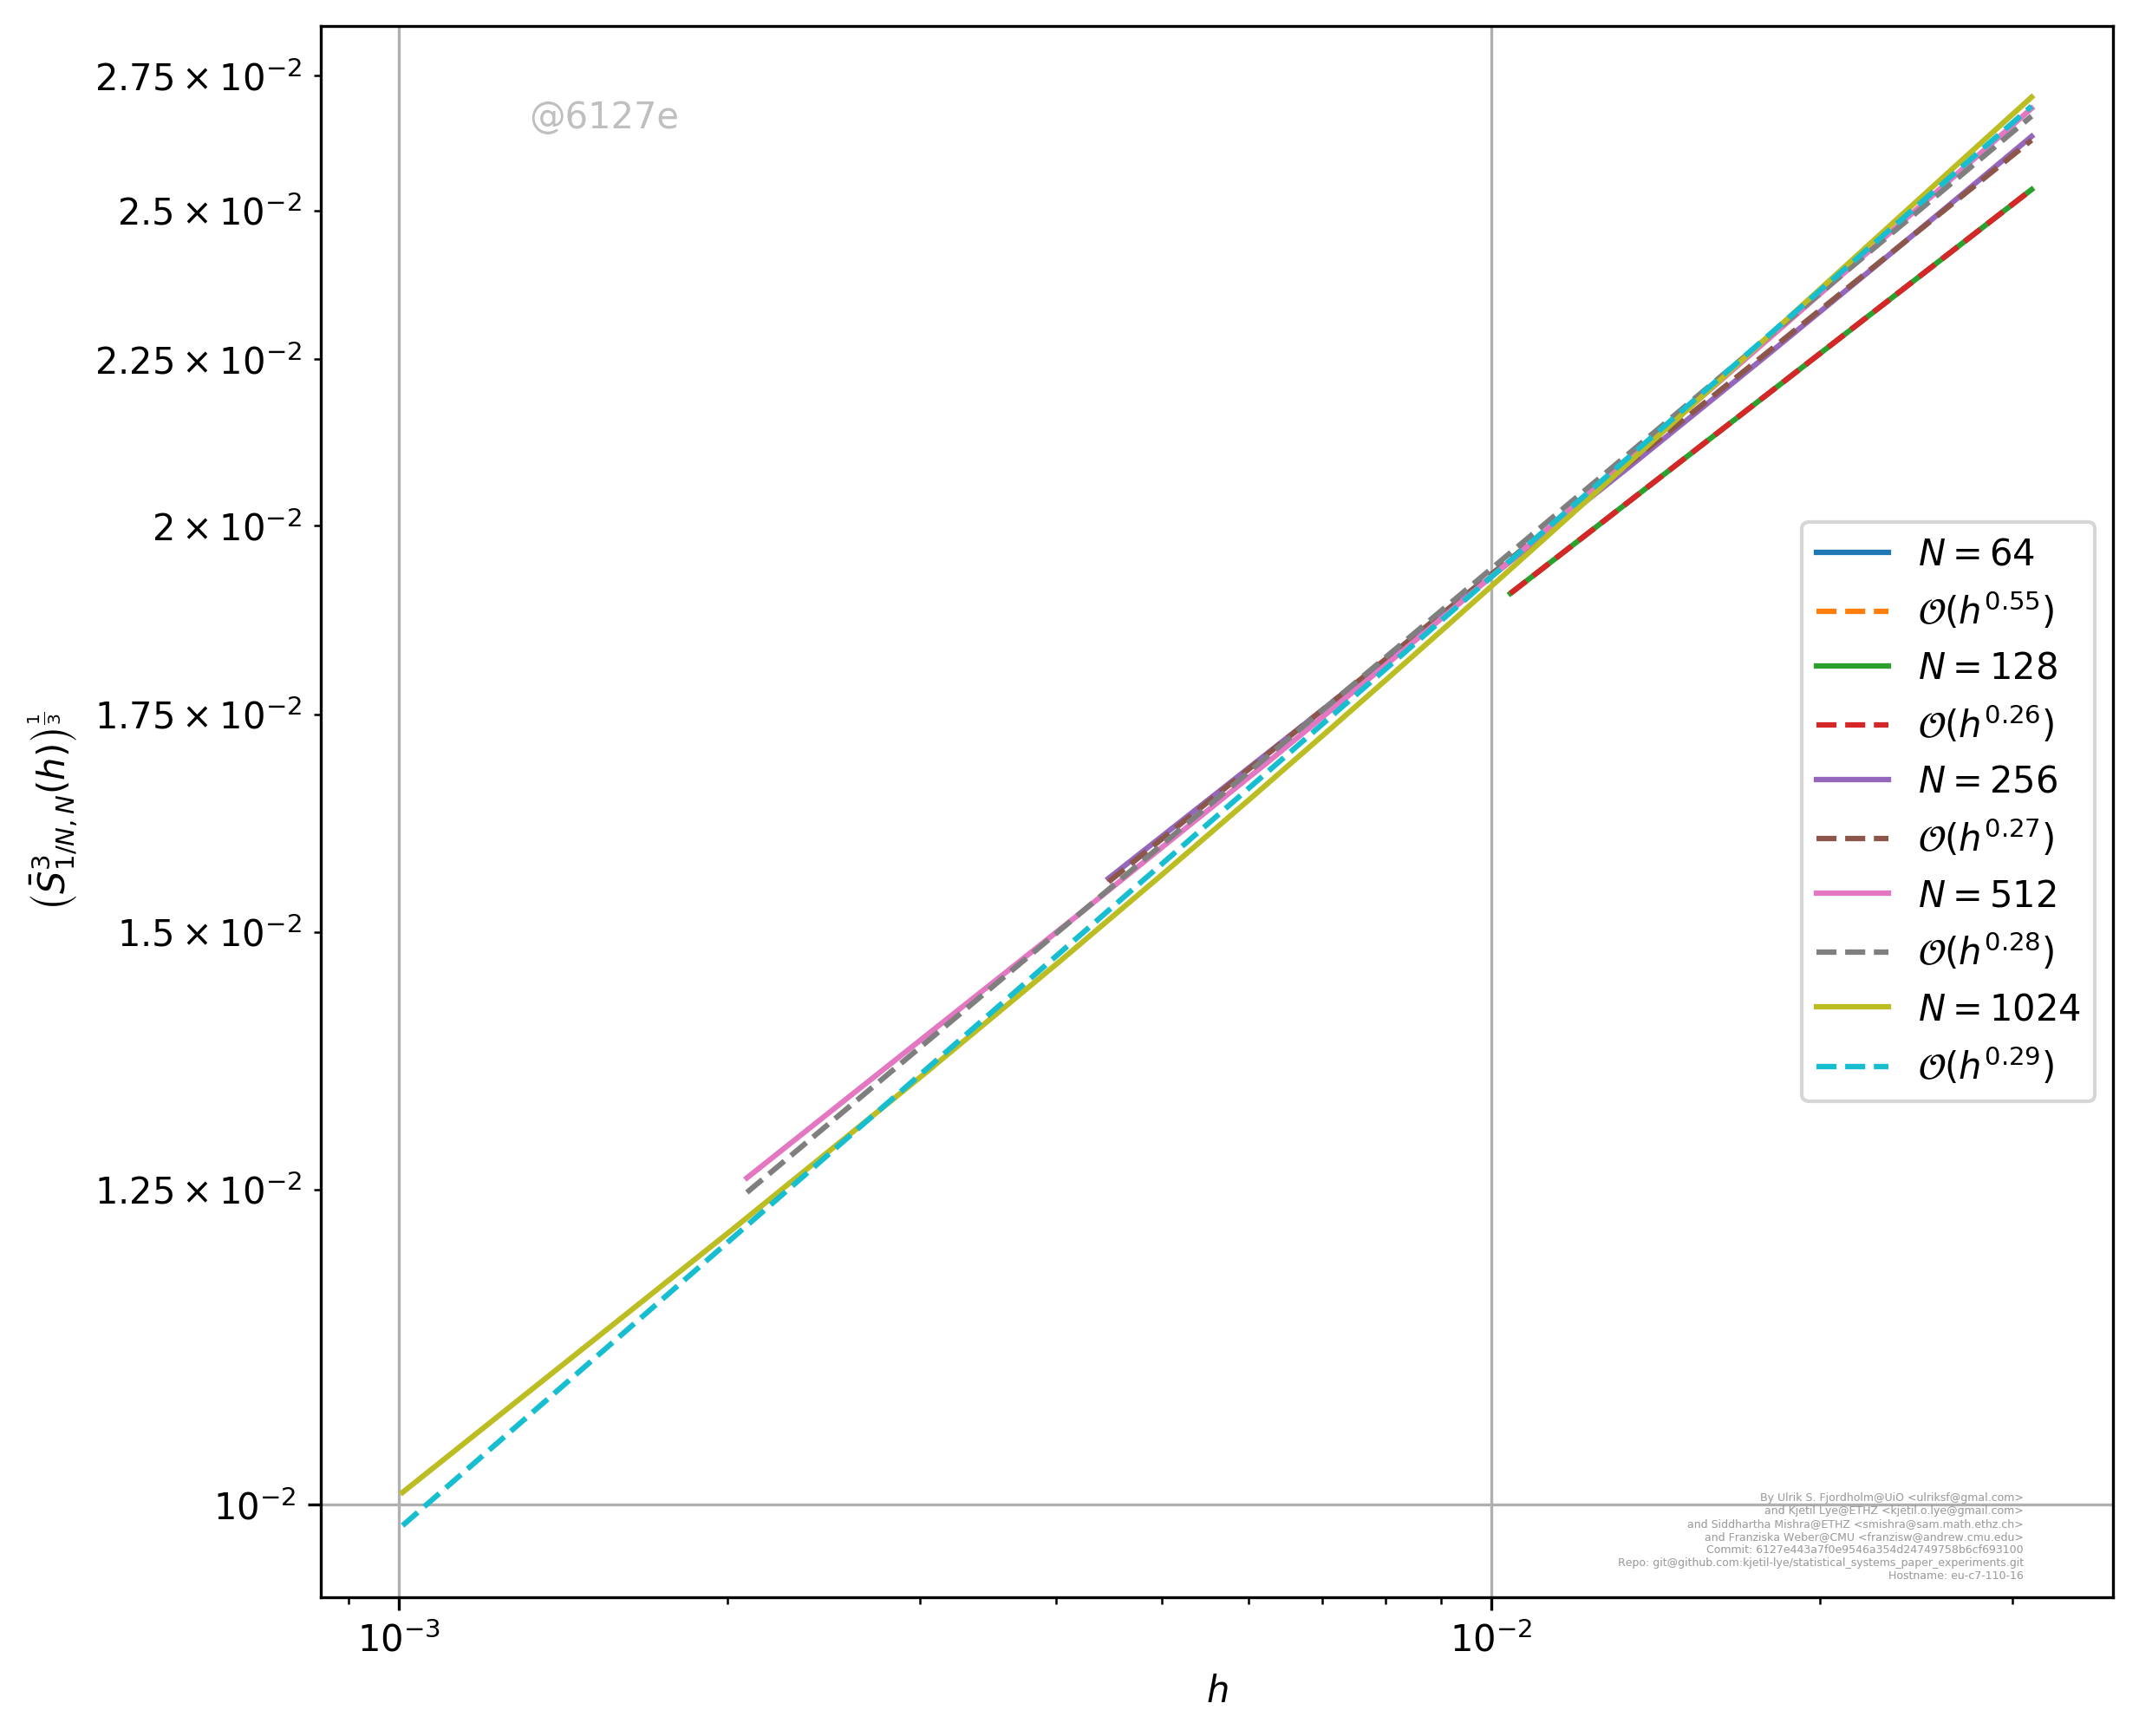 2.75 × 10⁻²
@6127e
2.5 × 10⁻²
2.25 × 10⁻²
2 × 10⁻²
1.75 × 10⁻²
1.5 × 10⁻²
1.25 × 10⁻²
10⁻²
(S̄³_{1/N,N}(h))^{1/3}
N = 64
𝒪(h^{0.55})
N = 128
𝒪(h^{0.26})
N = 256
𝒪(h^{0.27})
N = 512
𝒪(h^{0.28})
N = 1024
𝒪(h^{0.29})
By Ulrik S. Fjordholm@UiO <ulriksf@gmal.com>
and Kjetil Lye@ETHZ <kjetil.o.lye@gmail.com>
and Siddhartha Mishra@ETHZ <smishra@sam.math.ethz.ch>
and Franziska Weber@CMU <franzisw@andrew.cmu.edu>
Commit: 6127e443a7f0e9546a354d24749758b6cf693100
Repo: git@github.com:kjetil-lye/statistical_systems_paper_experiments.git
Hostname: eu-c7-110-16
10⁻³
10⁻²
h